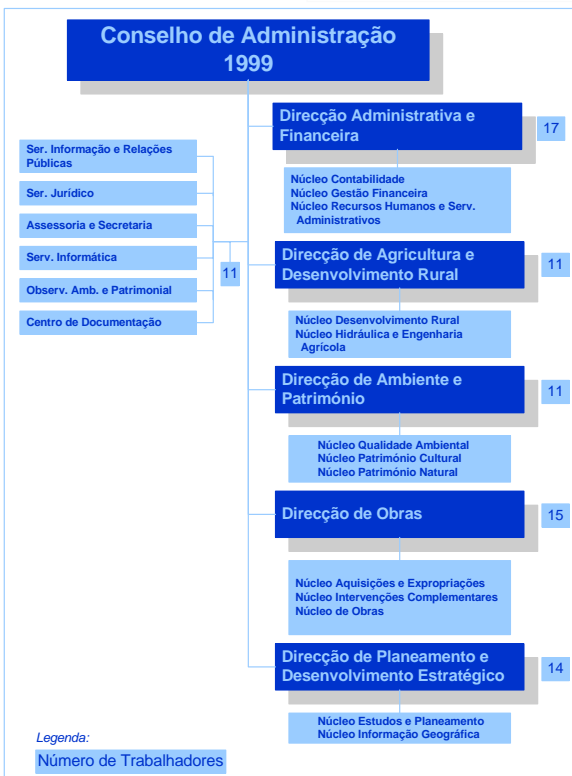 Conselho de Administração
1999
Direcção Administrativa e
Financeira
17
Núcleo Contabilidade
Núcleo Gestão Financeira
Núcleo Recursos Humanos e Serv.
Administrativos
Ser. Informação e Relações
Públicas
Ser. Jurídico
Assessoria e Secretaria
Serv. Informática
Observ. Amb. e Patrimonial
Centro de Documentação
11
Direcção de Agricultura e
Desenvolvimento Rural
11
Núcleo Desenvolvimento Rural
Núcleo Hidráulica e Engenharia
Agrícola
Direcção de Ambiente e
Património
11
Núcleo Qualidade Ambiental
Núcleo Património Cultural
Núcleo Património Natural
Direcção de Obras
15
Núcleo Aquisições e Expropriações
Núcleo Intervenções Complementares
Núcleo de Obras
Direcção de Planeamento e
Desenvolvimento Estratégico
14
Núcleo Estudos e Planeamento
Núcleo Informação Geográfica
Legenda:
Número de Trabalhadores